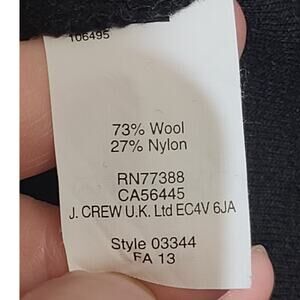 106495
73% Wool
27% Nylon
RN77388
CA56445
J. CREW U.K. Ltd EC4V 6JA
Style 03344
FA 13